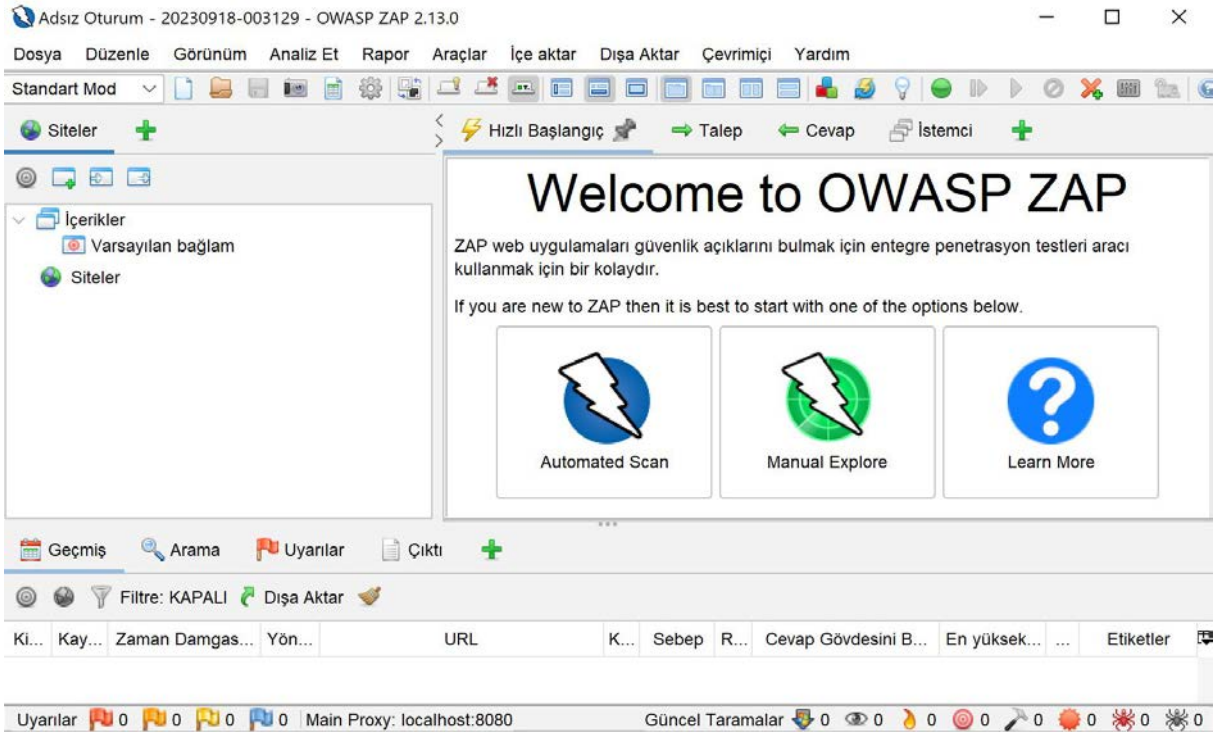 Adsız Oturum - 20230918-003129 - OWASP ZAP 2.13.0
Dosya Düzenle Görünüm Analiz Et Rapor Araçlar İçe aktar Dışa Aktar Çevrimiçi Yardım
Standart Mod
Siteler
Hızlı Başlangıç Talep Cevap İstemci
İçerikler
Varsayılan bağlam
Siteler
Welcome to OWASP ZAP
ZAP web uygulamaları güvenlik açıklarını bulmak için entegre penetrasyon testleri aracı
kullanmak için bir kolaydır.
If you are new to ZAP then it is best to start with one of the options below.
Automated Scan Manual Explore Learn More
Geçmiş Arama Uyarılar Çıktı
Filtre: KAPALI Dışa Aktar
Ki... Kay... Zaman Damgas... Yön... URL K... Sebep R... Cevap Gövdesini B... En yüksek... ... Etiketler
Uyarılar 0 0 0 0 Main Proxy: localhost:8080 Güncel Taramalar 0 0 0 0 0 0 0 0